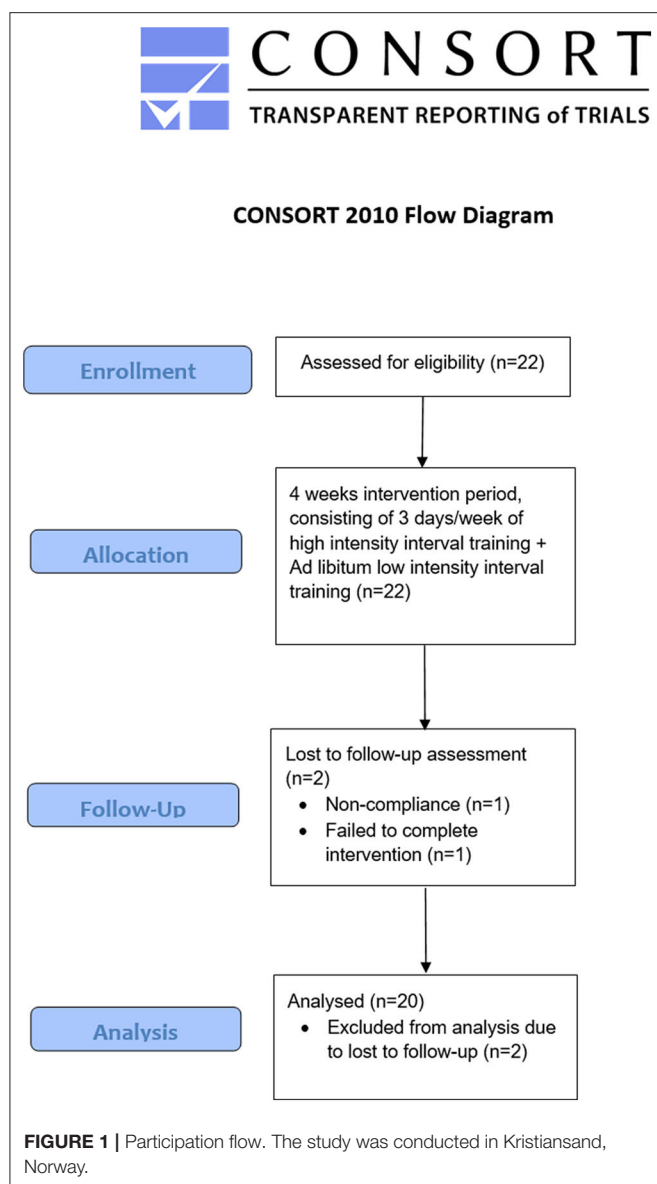 CONSORT
TRANSPARENT REPORTING of TRIALS
CONSORT 2010 Flow Diagram
Enrollment
Assessed for eligibility (n=22)
Allocation
4 weeks intervention period,
consisting of 3 days/week of
high intensity interval training +
Ad libitum low intensity interval
training (n=22)
Follow-Up
Lost to follow-up assessment
(n=2)
• Non-compliance (n=1)
• Failed to complete
intervention (n=1)
Analysis
Analysed (n=20)
• Excluded from analysis due
to lost to follow-up (n=2)
FIGURE 1 | Participation flow. The study was conducted in Kristiansand,
Norway.